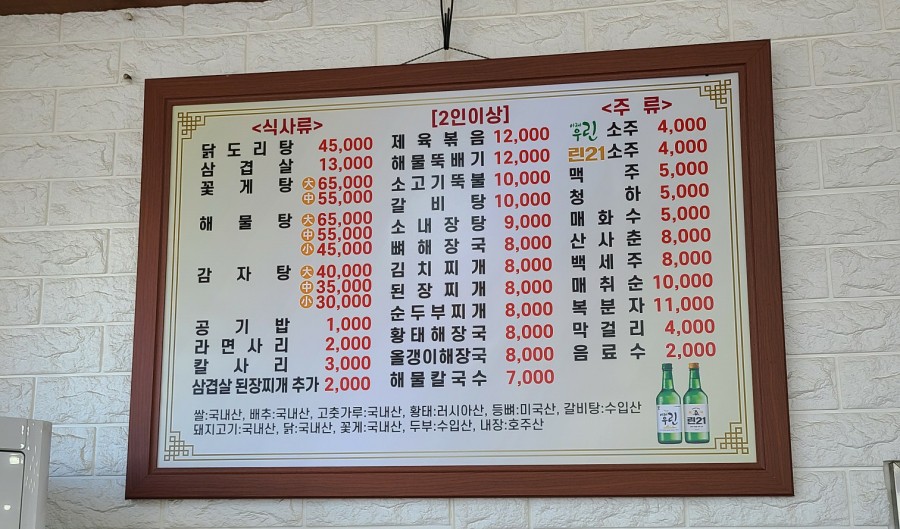 <식사류>
닭도리탕 45,000
삼겹살 13,000
꽃게탕 大 65,000
中 55,000
해물탕 大 65,000
中 55,000
小 45,000
감자탕 大 40,000
中 35,000
小 30,000
공기밥 1,000
라면사리 2,000
칼사리 3,000
삼겹살 된장찌개 추가 2,000
[2인이상]
제육볶음 12,000
해물뚝배기 12,000
소고기뚝불 10,000
갈비탕 10,000
소내장탕 9,000
뼈해장국 8,000
김치찌개 8,000
된장찌개 8,000
순두부찌개 8,000
황태해장국 8,000
올갱이해장국 8,000
해물칼국수 7,000
<주류>
이제우린 소주 4,000
린21소주 4,000
맥주 5,000
청하 5,000
매화수 5,000
산사춘 8,000
백세주 8,000
매취순 10,000
복분자 11,000
막걸리 4,000
음료수 2,000
쌀:국내산, 배추:국내산, 고춧가루:국내산, 황태:러시아산, 등뼈:미국산, 갈비탕:수입산
돼지고기:국내산, 닭:국내산, 꽃게:국내산, 두부:수입산, 내장:호주산
우린
린21